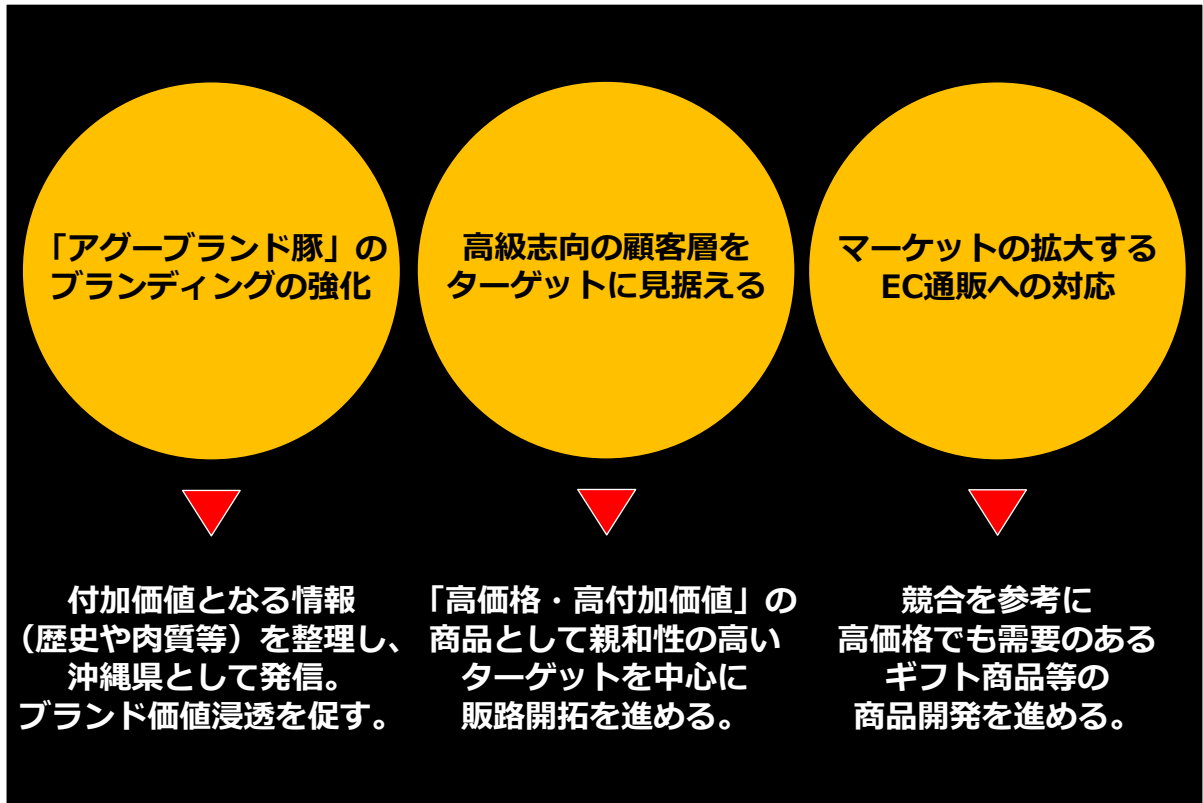 「アグーブランド豚」の
ブランディングの強化
高級志向の顧客層を
ターゲットに見据える
マーケットの拡大する
EC通販への対応
付加価値となる情報
（歴史や肉質等）を整理し、
沖縄県として発信。
ブランド価値浸透を促す。
「高価格・高付加価値」の
商品として親和性の高い
ターゲットを中心に
販路開拓を進める。
競合を参考に
高価格でも需要のある
ギフト商品等の
商品開発を進める。